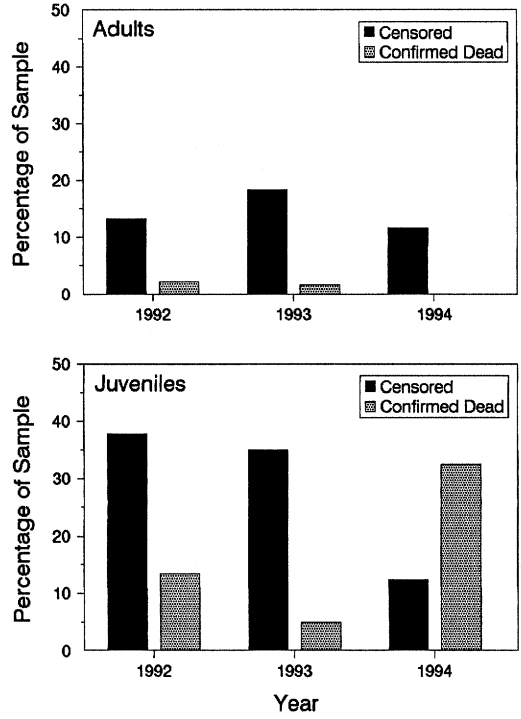 Adults
Censored
Confirmed Dead
Percentage of Sample
50
40
30
20
10
0
1992 1993 1994
Juveniles
Censored
Confirmed Dead
Percentage of Sample
50
40
30
20
10
0
1992 1993 1994
Year